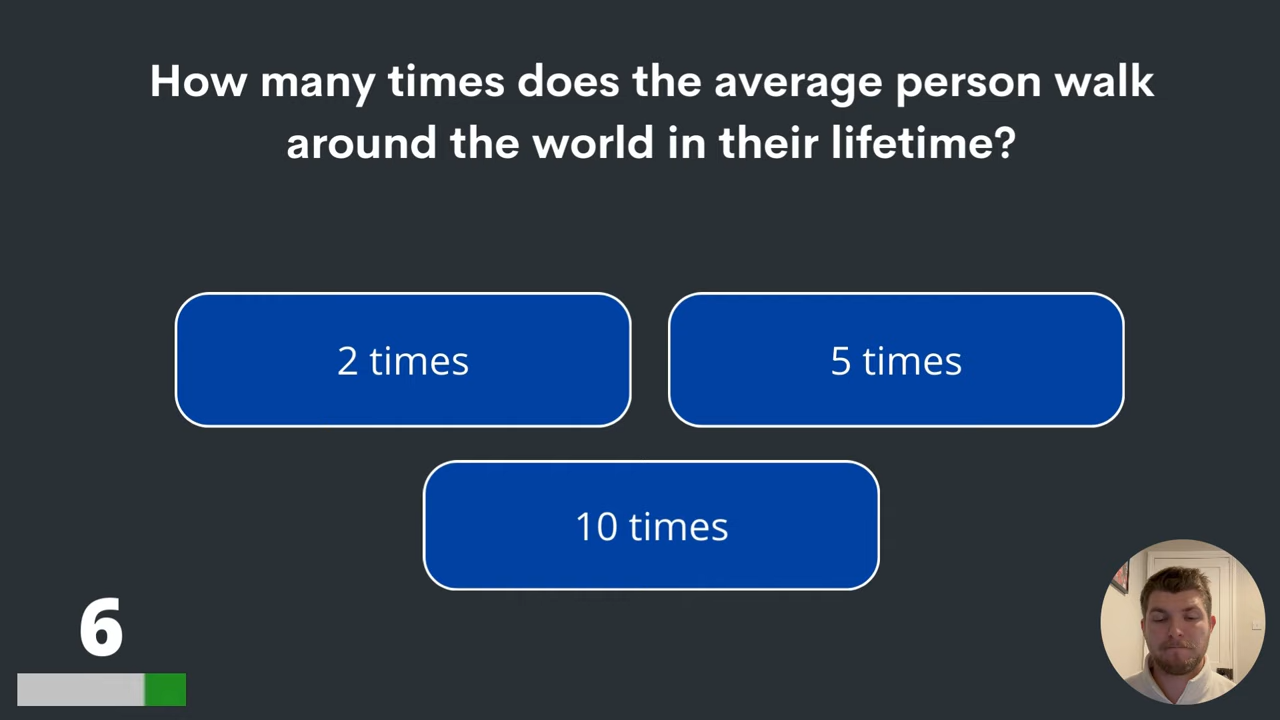 How many times does the average person walk
around the world in their lifetime?
2 times
5 times
10 times
6